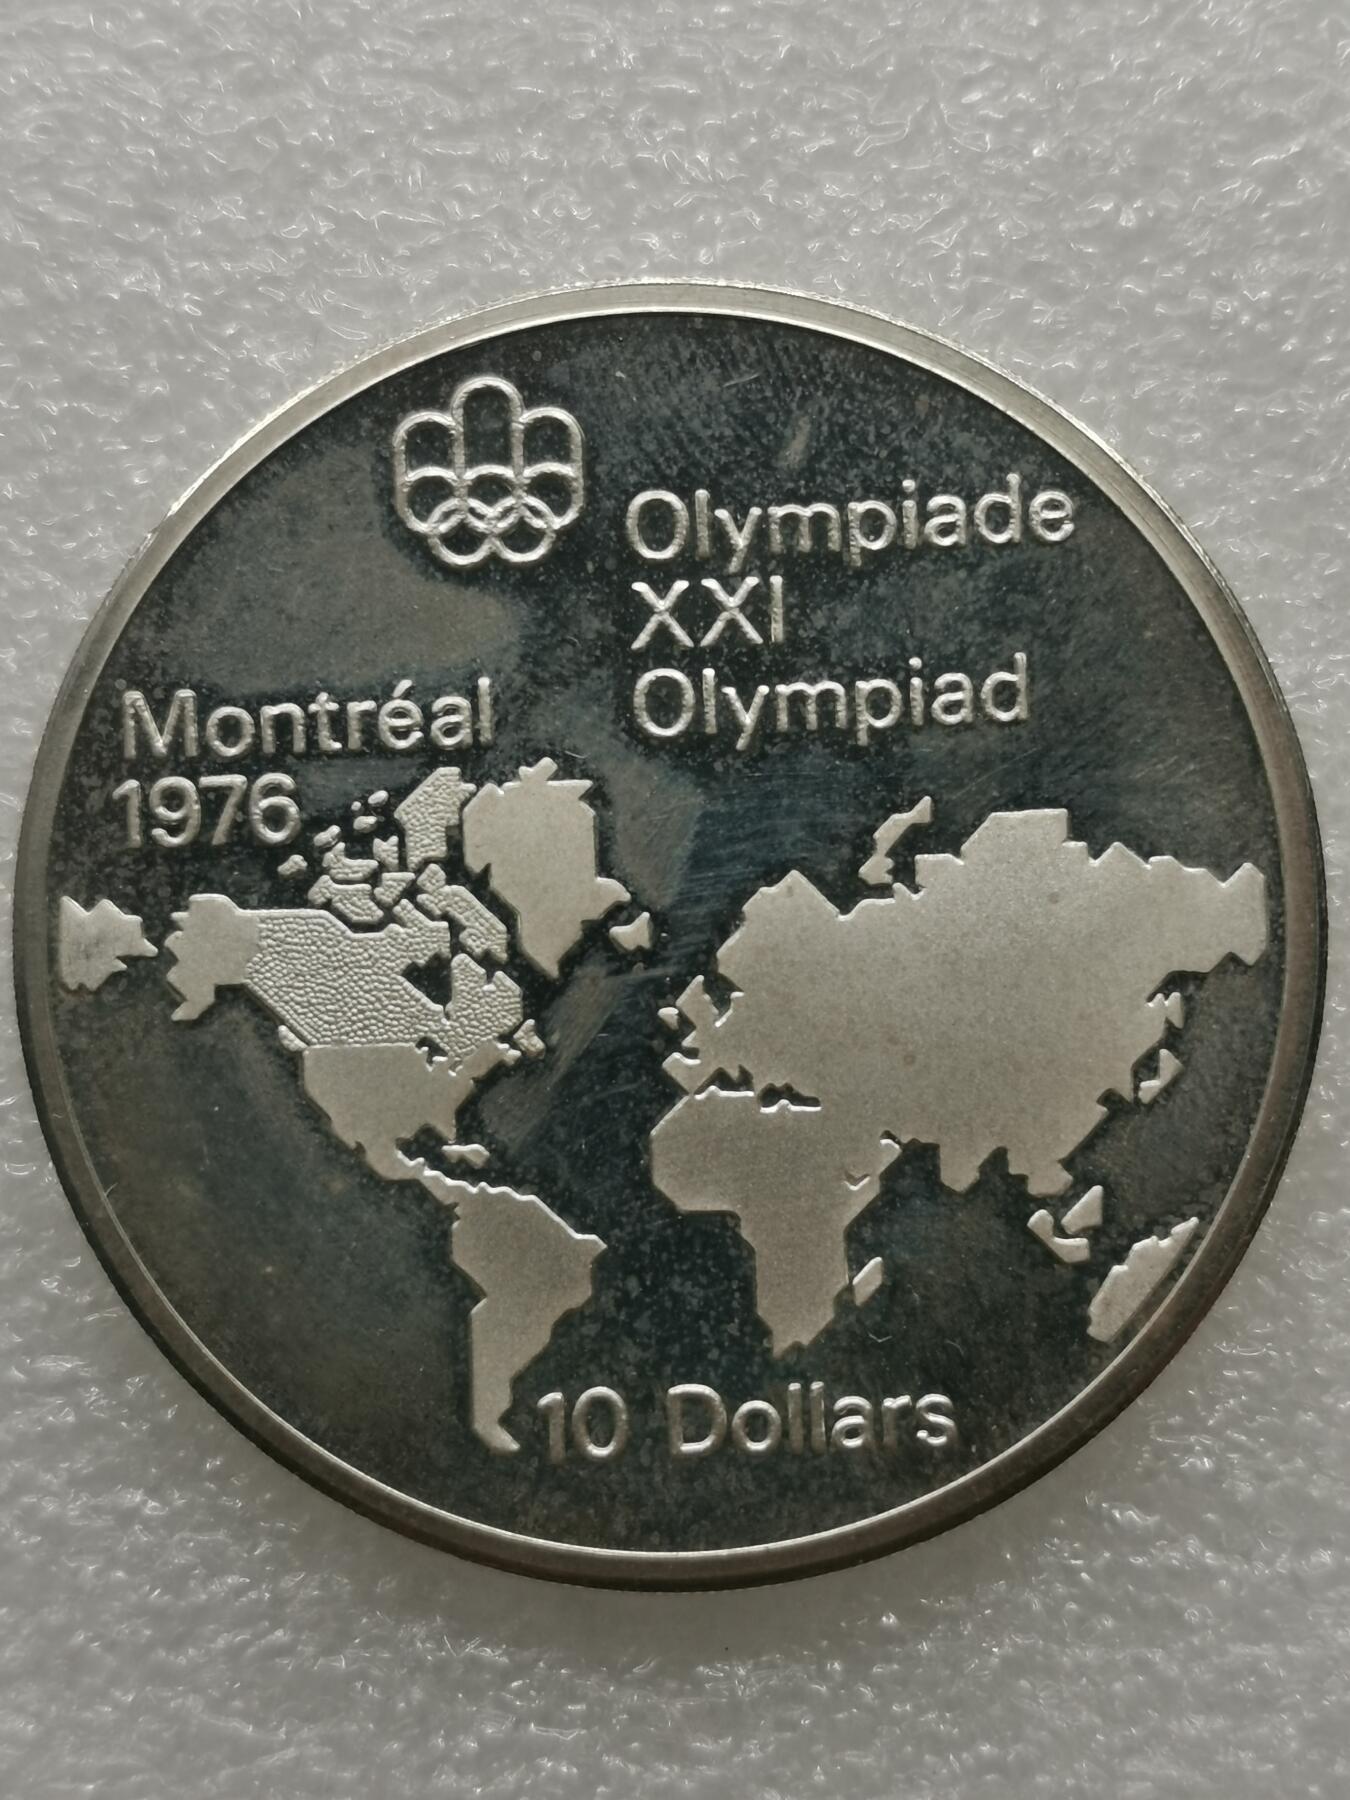 Olympiade
XXI
Olympiad
Montréal
1976
10 Dollars